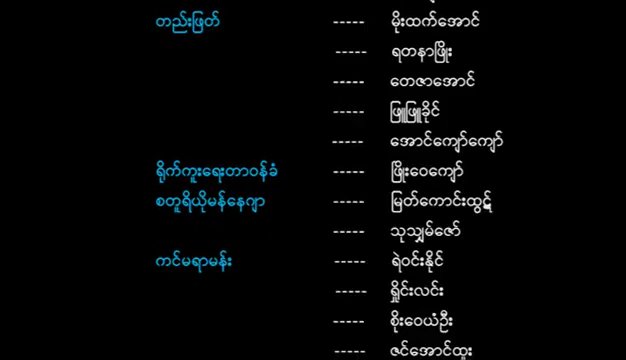 တည်းဖြတ် ----- မိုးထက်အောင်
----- ရတနာဖြိုး
----- တေဇာအောင်
----- ဖြူဖြူခိုင်
----- အောင်ကျော်ကျော်
ရိုက်ကူးရေးတာဝန်ခံ ----- ဖြိုးဝေကျော်
စတူရီယိုမန်နေဂျာ ----- မြတ်ကောင်းထွဋ်
----- သုသျှမ်ဇော်
ကင်မရာမန်း ----- ရဲဝင်းနိုင်
----- ရှိုင်းလင်း
----- စိုးဝေယံဦး
----- ဇင်အောင်ထူး